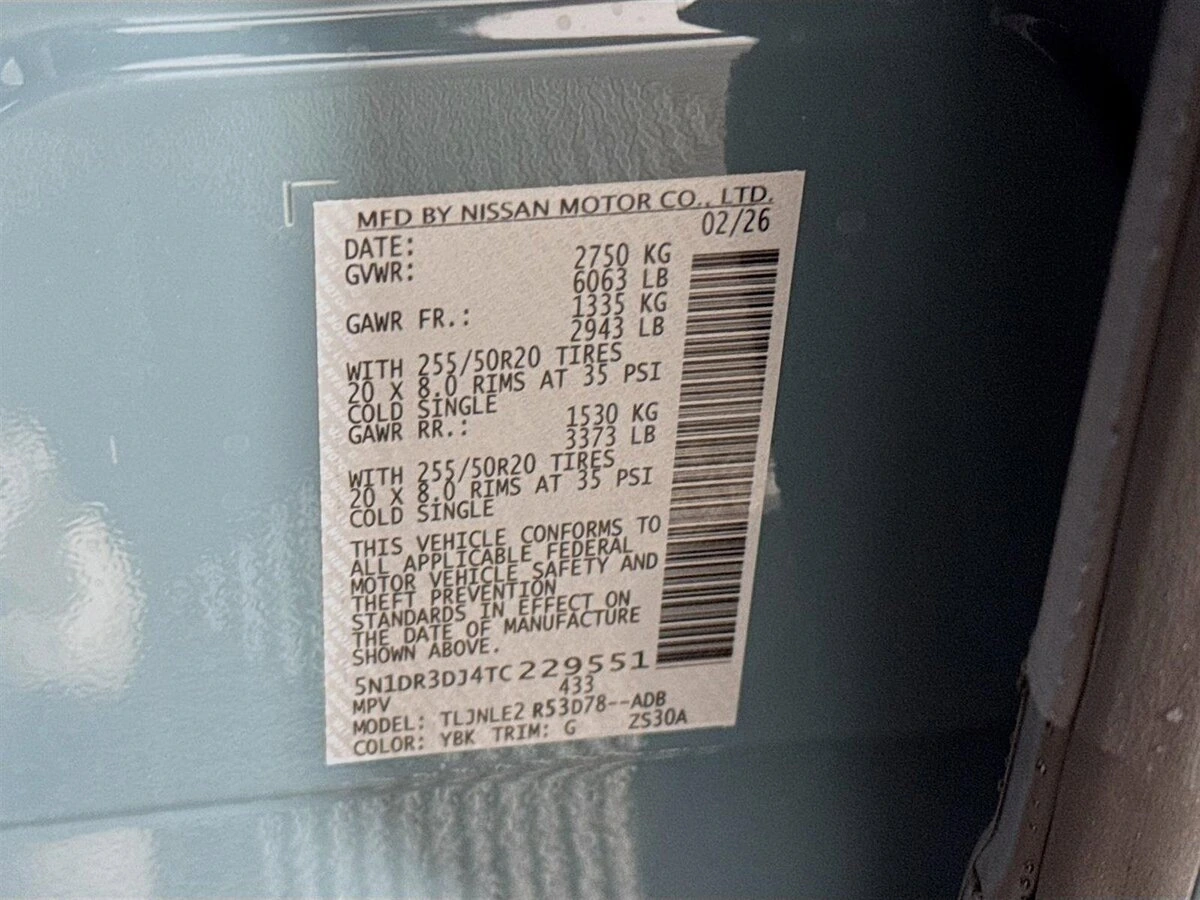 MFD BY NISSAN MOTOR CO., LTD.
DATE: 02/26
GVWR: 2750 KG
6063 LB
GAWR FR.: 1335 KG
2943 LB
WITH 255/50R20 TIRES
20 X 8.0 RIMS AT 35 PSI
COLD SINGLE
GAWR RR.: 1530 KG
3373 LB
WITH 255/50R20 TIRES
20 X 8.0 RIMS AT 35 PSI
COLD SINGLE
THIS VEHICLE CONFORMS TO
ALL APPLICABLE FEDERAL
MOTOR VEHICLE SAFETY AND
THEFT PREVENTION
STANDARDS IN EFFECT ON
THE DATE OF MANUFACTURE
SHOWN ABOVE.
5N1DR3DJ4TC229551
MPV 433
MODEL: TLJNLE2 R53D78--ADB
COLOR: YBK TRIM: G ZS30A